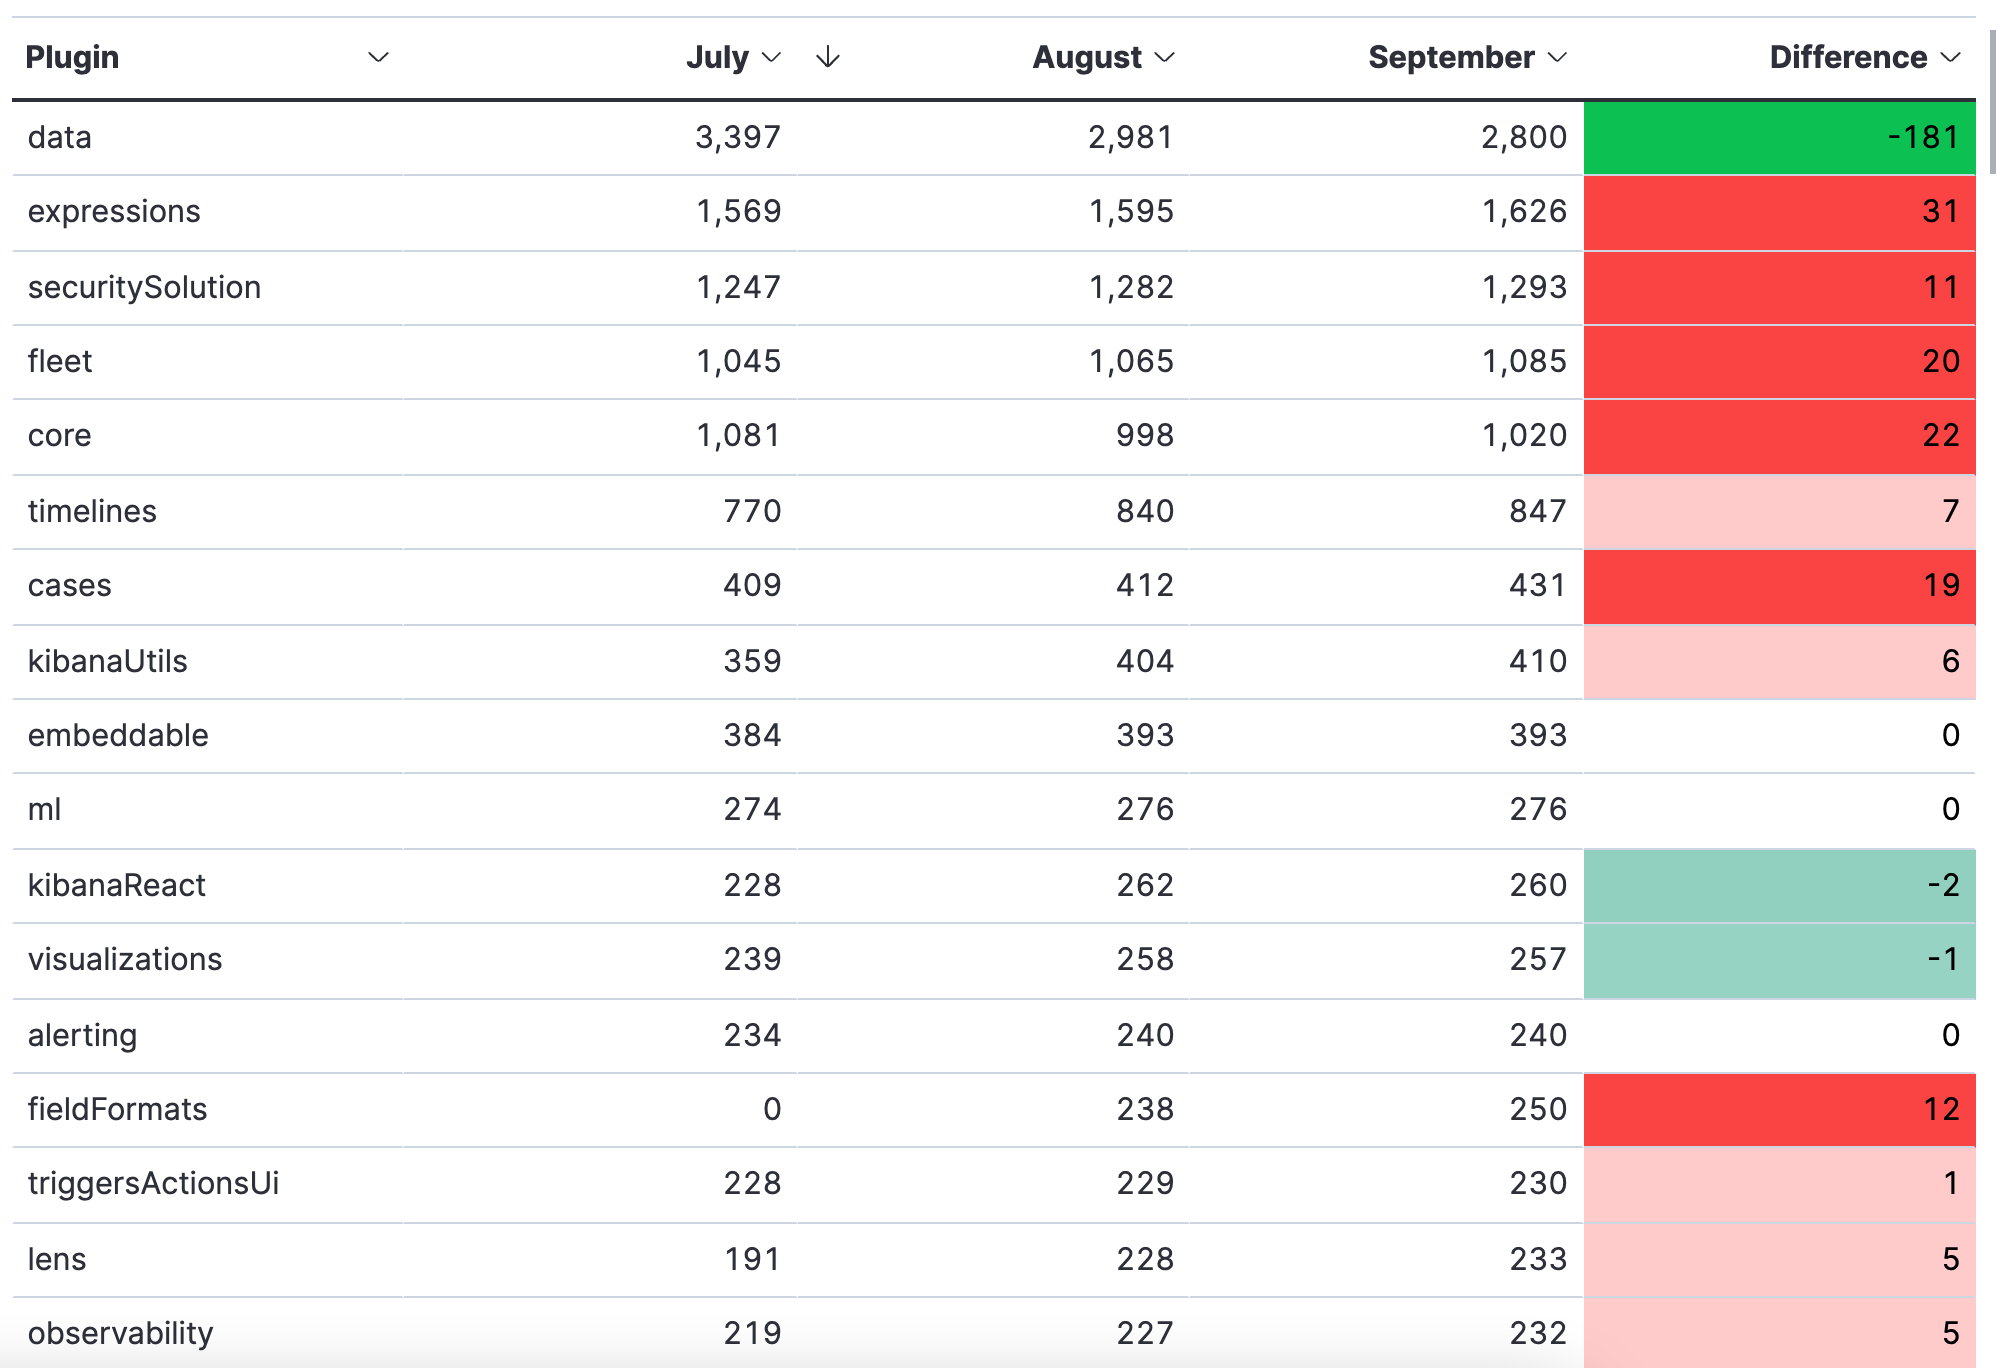 Plugin July August September Difference
data 3,397 2,981 2,800 -181
expressions 1,569 1,595 1,626 31
securitySolution 1,247 1,282 1,293 11
fleet 1,045 1,065 1,085 20
core 1,081 998 1,020 22
timelines 770 840 847 7
cases 409 412 431 19
kibanaUtils 359 404 410 6
embeddable 384 393 393 0
ml 274 276 276 0
kibanaReact 228 262 260 -2
visualizations 239 258 257 -1
alerting 234 240 240 0
fieldFormats 0 238 250 12
triggersActionsUi 228 229 230 1
lens 191 228 233 5
observability 219 227 232 5